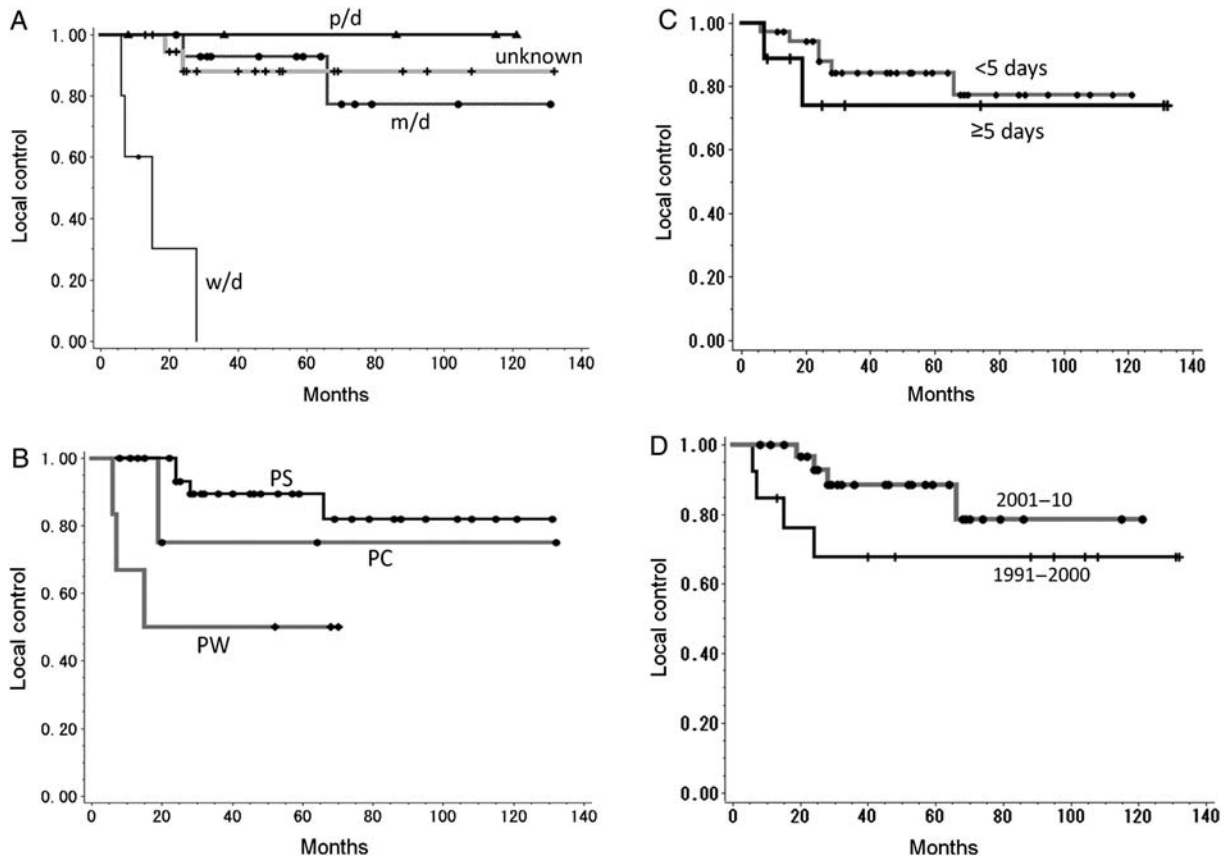 A
p/d
unknown
m/d
w/d
Local control
1. 00
0. 80
0. 60
0. 40
0. 20
0. 00
0 20 40 60 80 100 120 140
Months
C
<5 days
≥5 days
Local control
1. 00
0. 80
0. 60
0. 40
0. 20
0. 00
0 20 40 60 80 100 120 140
Months
B
PS
PC
PW
Local control
1. 00
0. 80
0. 60
0. 40
0. 20
0. 00
0 20 40 60 80 100 120 140
Months
D
2001–10
1991–2000
Local control
1. 00
0. 80
0. 60
0. 40
0. 20
0. 00
0 20 40 60 80 100 120 140
Months